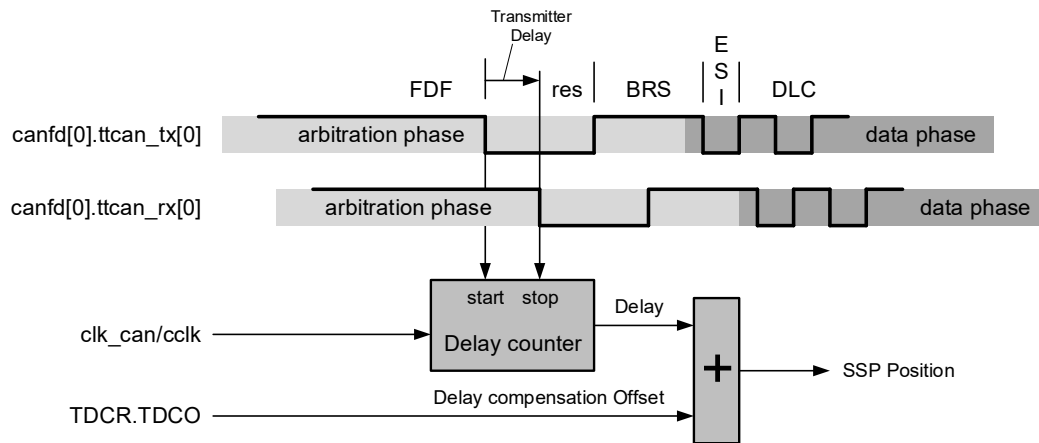 Transmitter
Delay
E
S
I
FDF
res
BRS
DLC
canfd[0].ttcan_tx[0]
arbitration phase
data phase
canfd[0].ttcan_rx[0]
arbitration phase
data phase
start stop
Delay
clk_can/cclk
Delay counter
+
SSP Position
Delay compensation Offset
TDCR.TDCO